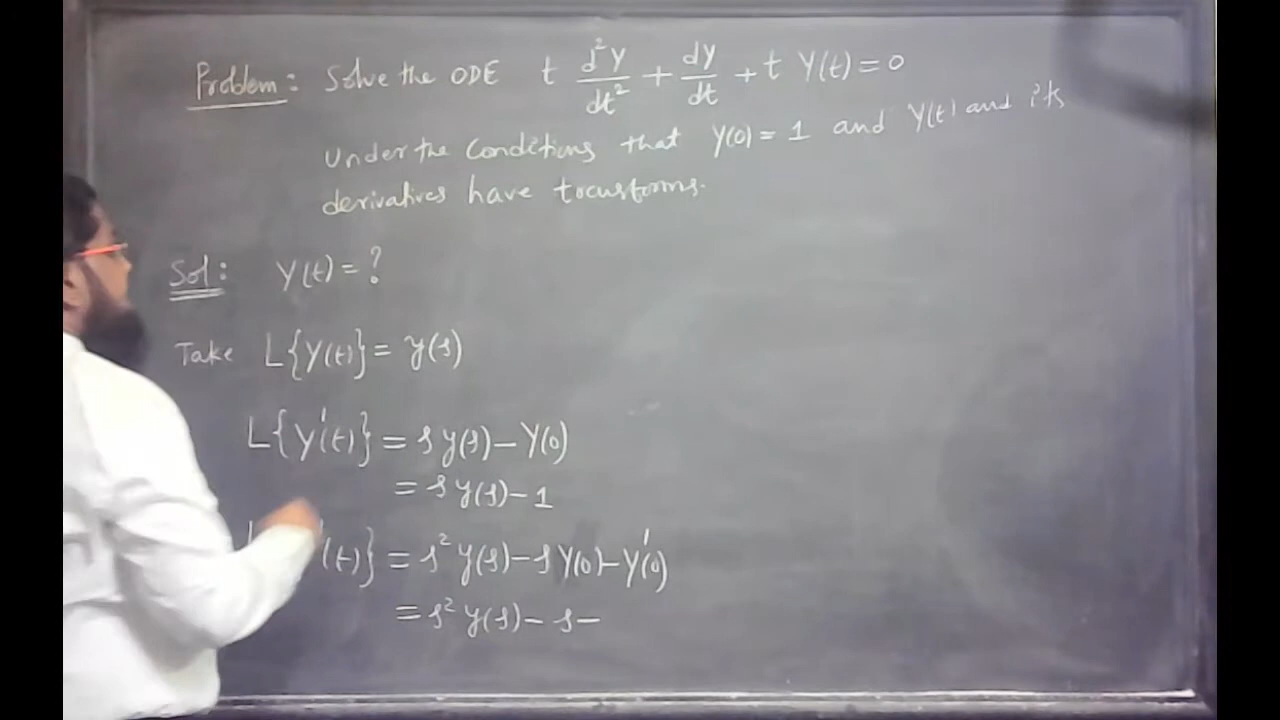 Problem: Solve the ODE t d²Y/dt² + dY/dt + t Y(t) = 0
Under the conditions that Y(0) = 1 and Y(t) and its
derivatives have transforms.
Sol: Y(t) = ?
Take L{Y(t)} = y(s)
L{Y'(t)} = s y(s) - Y(0)
= s y(s) - 1
(t)} = s² y(s) - s Y(0) - Y'(0)
= s² y(s) - s -